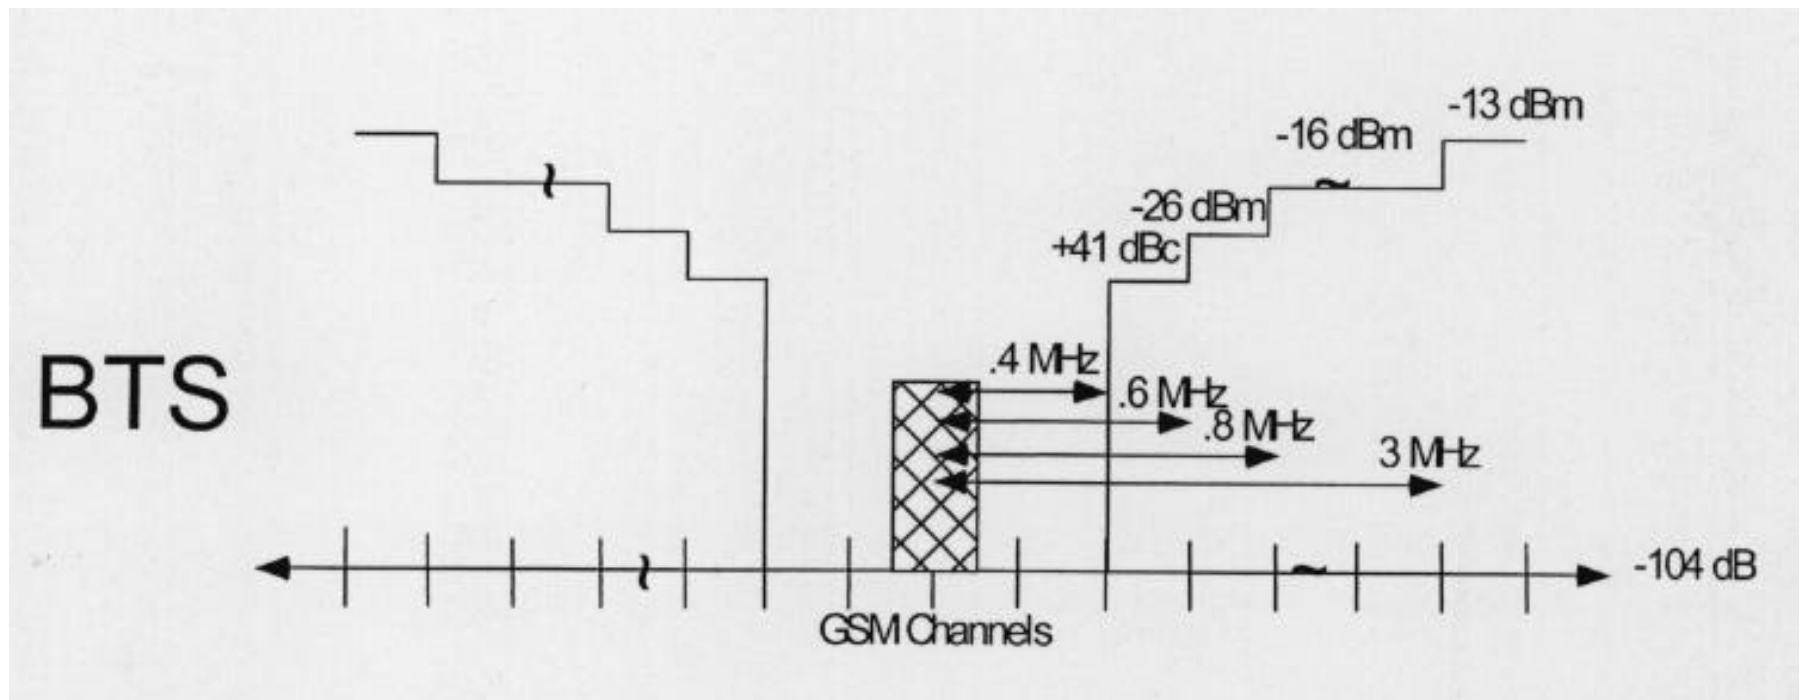 -13 dBm
-16 dBm
-26 dBm
+41 dBc
.4 MHz
BTS
.6 MHz
.8 MHz
3 MHz
-104 dB
GSM Channels